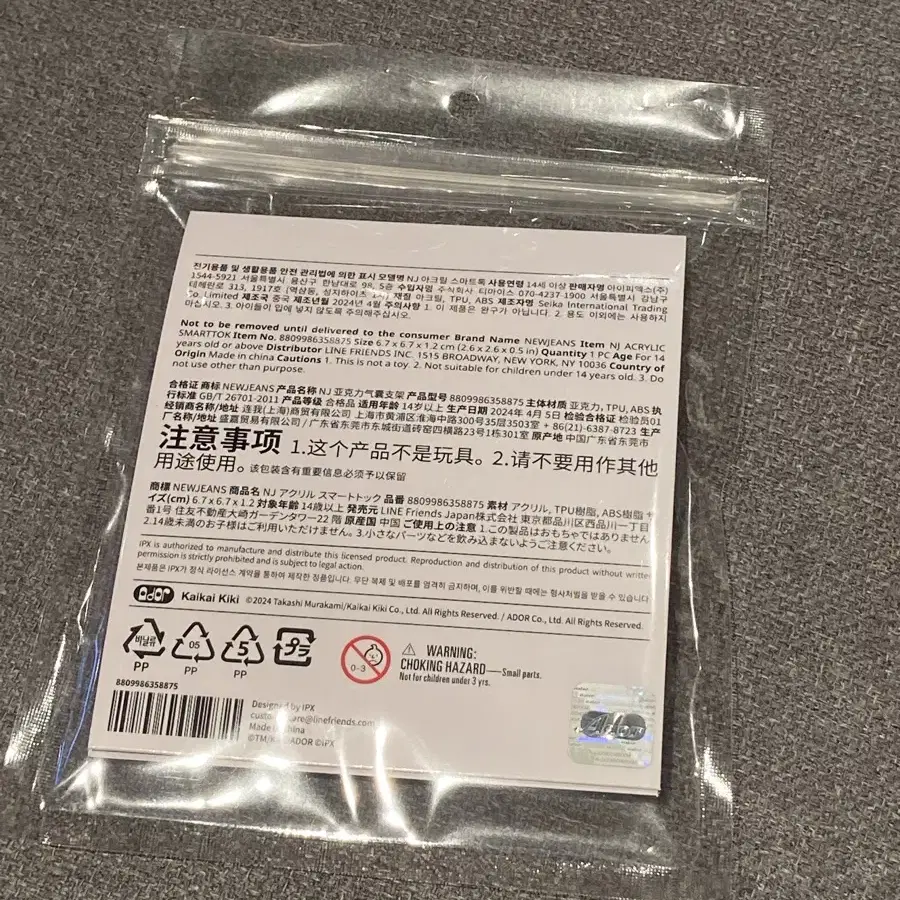 전기용품 및 생활용품 안전 관리법에 의한 표시 모델명 NJ 아크릴 스마트톡 사용연령 14세 이상 판매자명 아이피엑스(주)
1544-5921 서울특별시 용산구 한남대로 98, 5층 수입자명 주식회사 티마이스 070-4237-1900 서울특별시 강남구
테헤란로 313, 1917호 (역삼동, 성지하이츠 재질 아크릴, TPU, ABS 제조자명 Seika International Trading
Co. Limited 제조국 중국 제조년월 2024년 4월 주의사항 1. 이 제품은 완구가 아닙니다. 2. 용도 이외에는 사용하지
마십시오. 3. 아이들이 입에 넣지 않도록 주의해주십시오.
Not to be removed until delivered to the consumer Brand Name NEWJEANS Item NJ ACRYLIC
SMARTTOK Item No. 8809986358875 Size 6.7 x 6.7 x 1.2 cm (2.6 x 2.6 x 0.5 in) Quantity 1 PC Age For 14
years old or above Distributor LINE FRIENDS INC. 1515 BROADWAY, NEW YORK, NY 10036 Country of
Origin Made in china Cautions 1. This is not a toy. 2. Not suitable for children under 14 years old. 3. Do
not use other than purpose.
合格证 商标 NEWJEANS 产品名称 NJ 亚克力气囊支架 产品型号 8809986358875 主体材质 亚克力, TPU, ABS 执
行标准 GB/T 26701-2011 产品等级 合格品 适用年龄 14岁以上 生产日期 2024年 4月 5日 检验合格证 检验员01
经销商名称/地址 连我(上海)商贸有限公司 上海市黄浦区淮海中路300号35层3503室 + 86(21)-6387-8723 生产
厂名称/地址 盛嘉贸易有限公司 / 广东省东莞市东城街道砖窑四横路23号1栋301室 原产地 中国广东省东莞市
注意事项 1.这个产品不是玩具。2.请不要用作其他
用途使用。该包装含有重要信息必须予以保留
商標 NEWJEANS 商品名 NJ アクリル スマートトック 品番 8809986358875 素材 アクリル, TPU樹脂, ABS樹脂 サ
イズ(cm) 6.7 x 6.7 x 1.2 対象年齢 14歳以上 発売元 LINE Friends Japan株式会社 東京都品川区西品川一丁目
番1号 住友不動産大崎ガーデンタワー22 階 原産国 中国 ご使用上の注意 1.この製品はおもちゃではありません
2.14歳未満のお子様はご利用いただけません。3.小さなパーツなどを飲み込まないようご注意ください。
IPX is authorized to manufacture and distribute this licensed product. Reproduction and distribution of this product without written
permission is strictly prohibited and is subject to legal action.
본제품은 IPX가 정식 라이선스 계약을 통하여 제작한 정품입니다. 무단 복제 및 배포를 엄격히 금지하며, 이를 위반할 때에는 형사처벌을 받을 수 있습니다
ador Kaikai Kiki ©2024 Takashi Murakami/Kaikai Kiki Co., Ltd. All Rights Reserved. / ADOR Co., Ltd. All Rights Reserved.
비닐류 05 5 プラ 0-3
PP PP PP
WARNING:
CHOKING HAZARD—Small parts.
Not for children under 3 yrs.
8809986358875
Designed by IPX
@linefriends.com
Made in China
©TM/KK/ADOR ©IPX